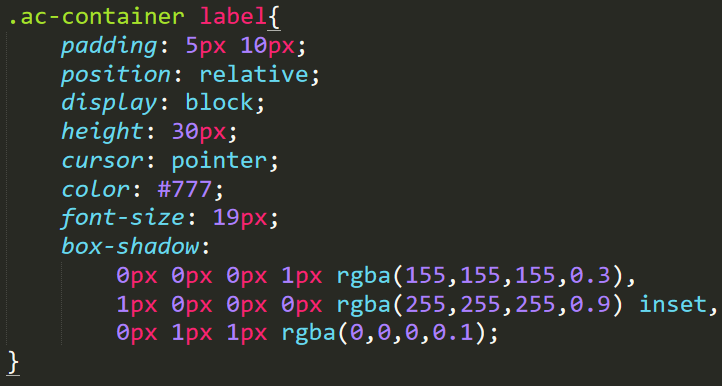 .ac-container label{
    padding: 5px 10px;
    position: relative;
    display: block;
    height: 30px;
    cursor: pointer;
    color: #777;
    font-size: 19px;
    box-shadow:
        0px 0px 0px 1px rgba(155,155,155,0.3),
        1px 0px 0px 0px rgba(255,255,255,0.9) inset,
        0px 1px 1px rgba(0,0,0,0.1);
}